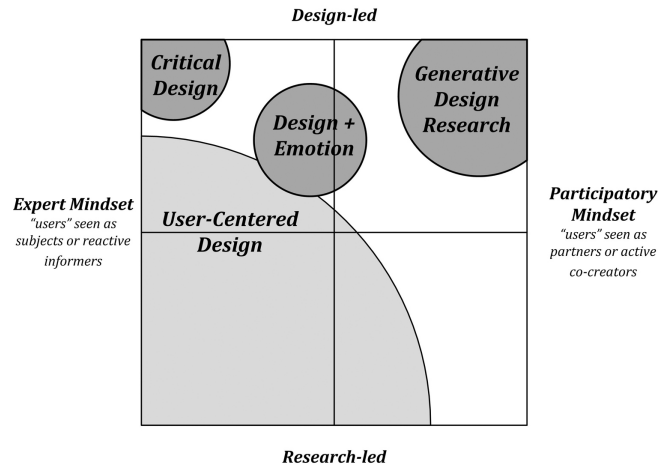 Design-led
Critical
Design
Generative
Design
Research
Design +
Emotion
Expert Mindset
“users” seen as
subjects or reactive
informers
User-Centered
Design
Participatory
Mindset
“users” seen as
partners or active
co-creators
Research-led